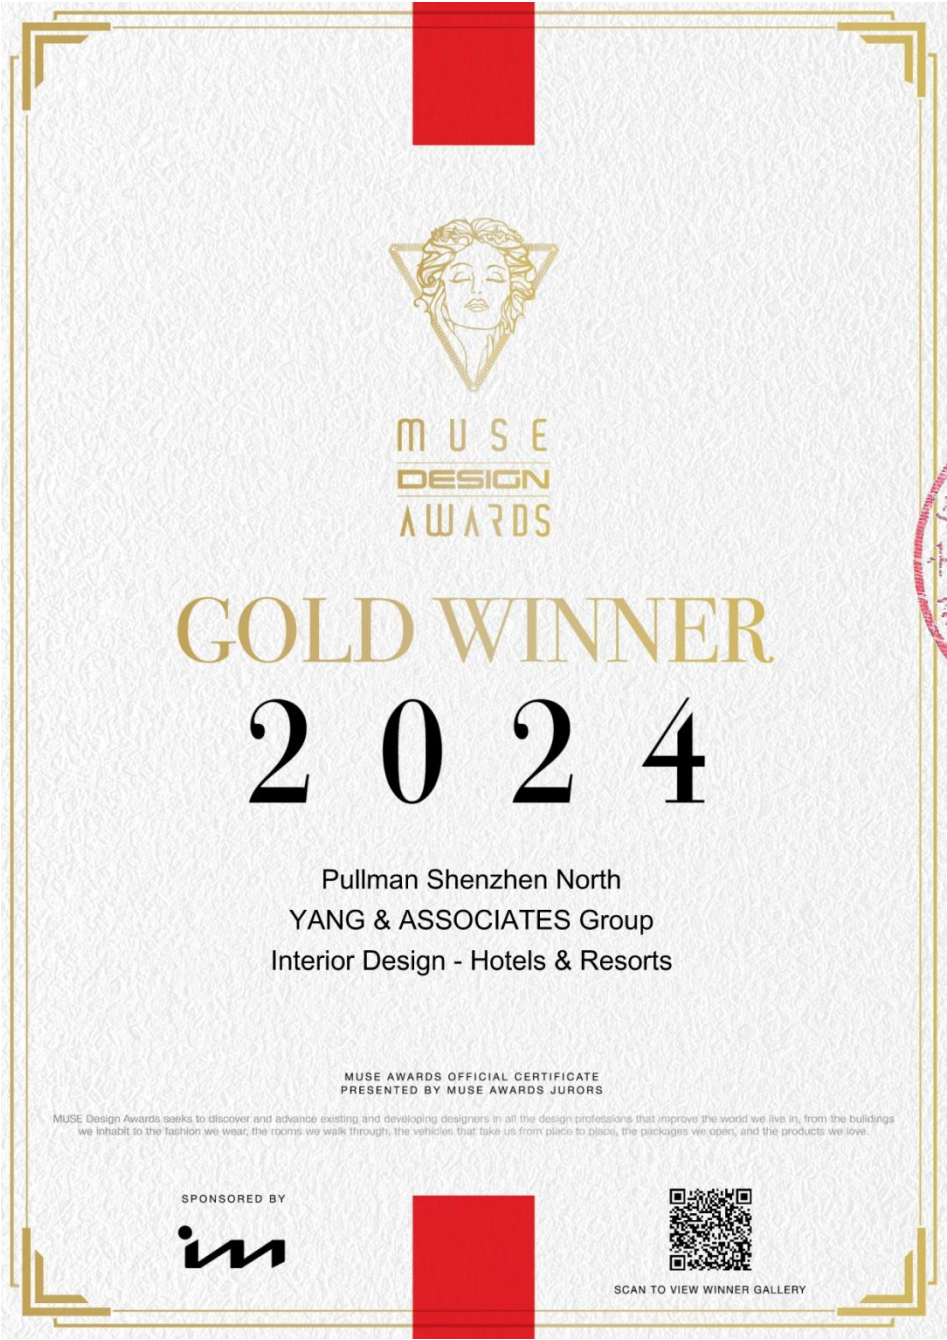 MUSE
DESIGN
AWARDS
GOLD WINNER
2024
Pullman Shenzhen North
YANG & ASSOCIATES Group
Interior Design - Hotels & Resorts
MUSE AWARDS OFFICIAL CERTIFICATE
PRESENTED BY MUSE AWARDS JURORS
MUSE Design Awards seeks to discover and advance existing and developing designers in all the design professions that improve the world we live in, from the buildings
we inhabit to the fashion we wear, the rooms we walk through, the vehicles that take us from place to place, the packages we open, and the products we love.
SPONSORED BY
im
SCAN TO VIEW WINNER GALLERY